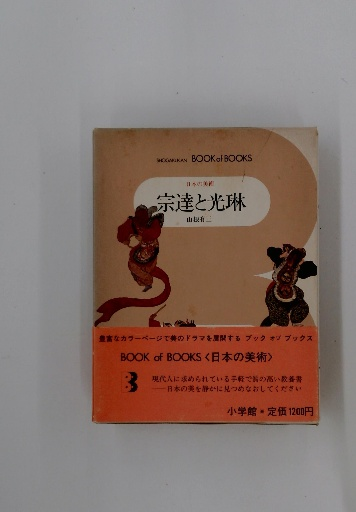 SHOGAKUKAN BOOK of BOOKS
日本の美術
宗達と光琳
山根有三
豊富なカラーページで美のドラマを展開する ブック オブ ブックス
BOOK of BOOKS〈日本の美術〉
現代人に求められている手軽で質の高い教養書
——日本の美を静かに見つめなおしてください
小学館・定価1200円